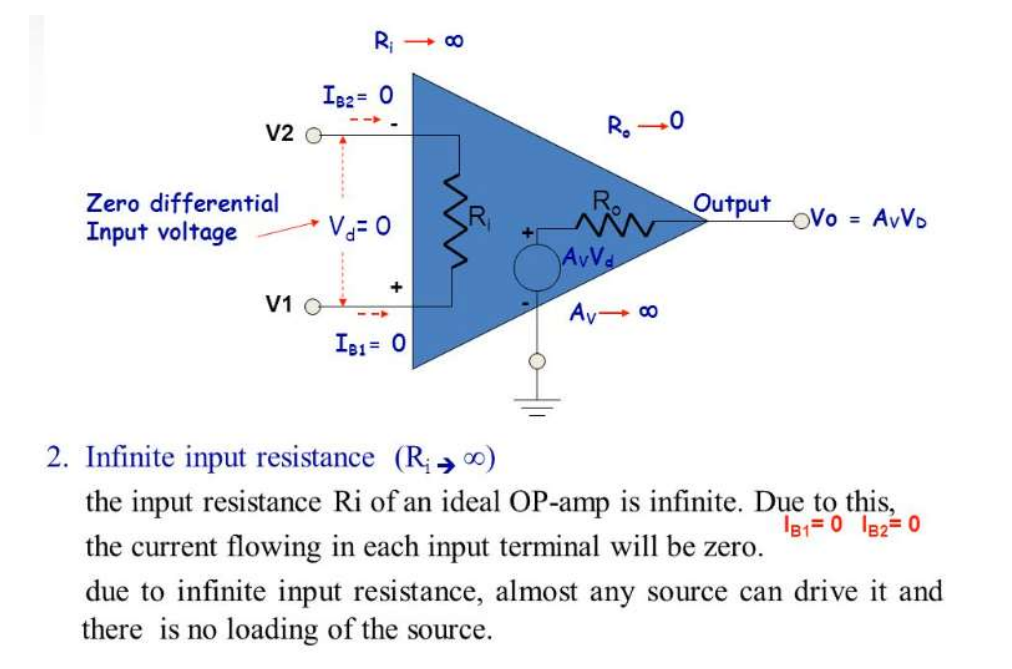 Ri → ∞
IB2= 0
-
V2
Ro →0
Zero differential
Input voltage
Vd= 0
Ri
Ro
Output
Vo = AVVD
+
AVVd
+
V1
-
AV→ ∞
IB1= 0
2. Infinite input resistance (Ri → ∞)
the input resistance Ri of an ideal OP-amp is infinite. Due to this,
IB1= 0 IB2= 0
the current flowing in each input terminal will be zero.
due to infinite input resistance, almost any source can drive it and
there is no loading of the source.